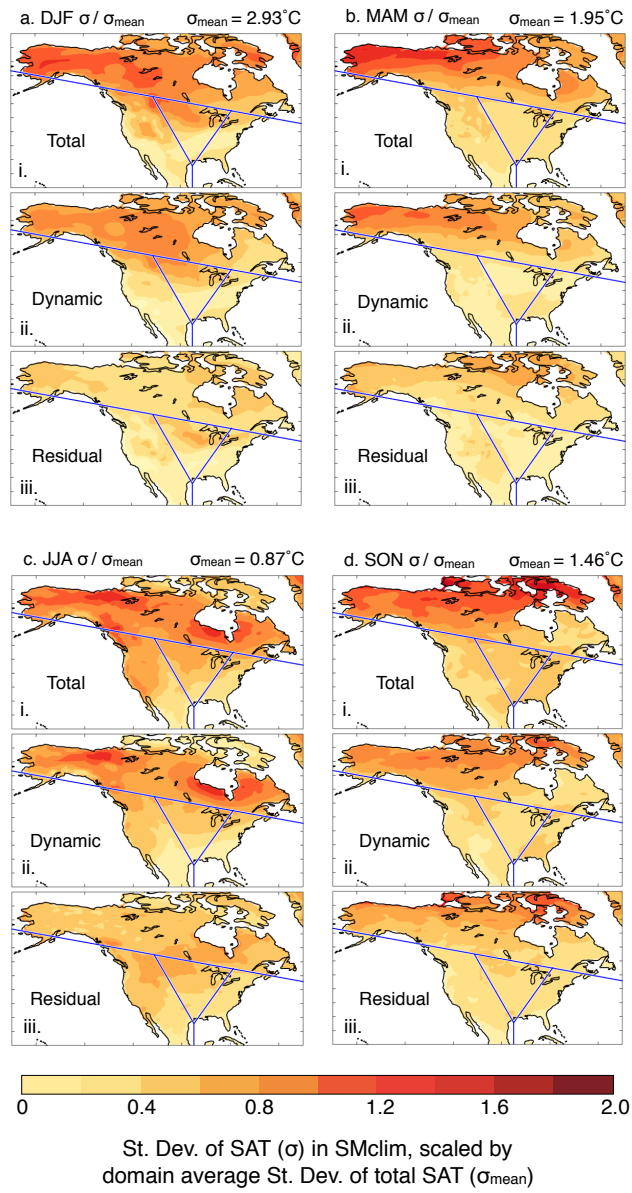 a. DJF σ / σmean σmean = 2.93˚C
Total
i.
Dynamic
ii.
Residual
iii.
b. MAM σ / σmean σmean = 1.95˚C
Total
i.
Dynamic
ii.
Residual
iii.
c. JJA σ / σmean σmean = 0.87˚C
Total
i.
Dynamic
ii.
Residual
iii.
d. SON σ / σmean σmean = 1.46˚C
Total
i.
Dynamic
ii.
Residual
iii.
0 0.4 0.8 1.2 1.6 2.0
St. Dev. of SAT (σ) in SMclim, scaled by
domain average St. Dev. of total SAT (σmean)